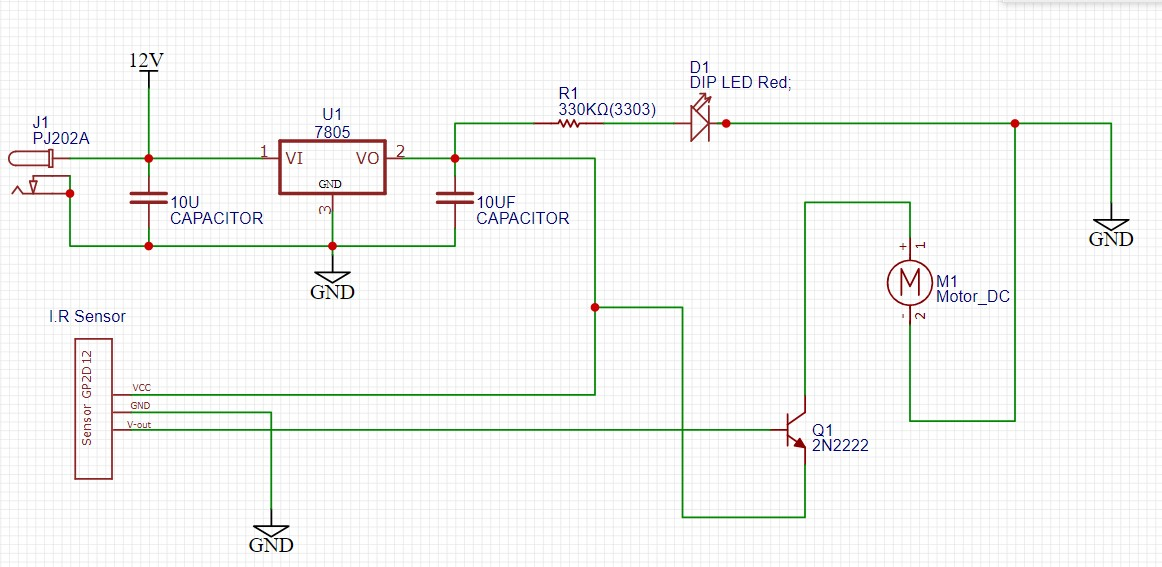 12V
J1
PJ202A
U1
7805
1
VI
VO
2
GND
3
GND
10U
CAPACITOR
10UF
CAPACITOR
R1
330KΩ(3303)
D1
DIP LED Red;
GND
+
1
M
M1
Motor_DC
-
2
I.R Sensor
Sensor GP2D12
VCC
GND
V-out
GND
Q1
2N2222